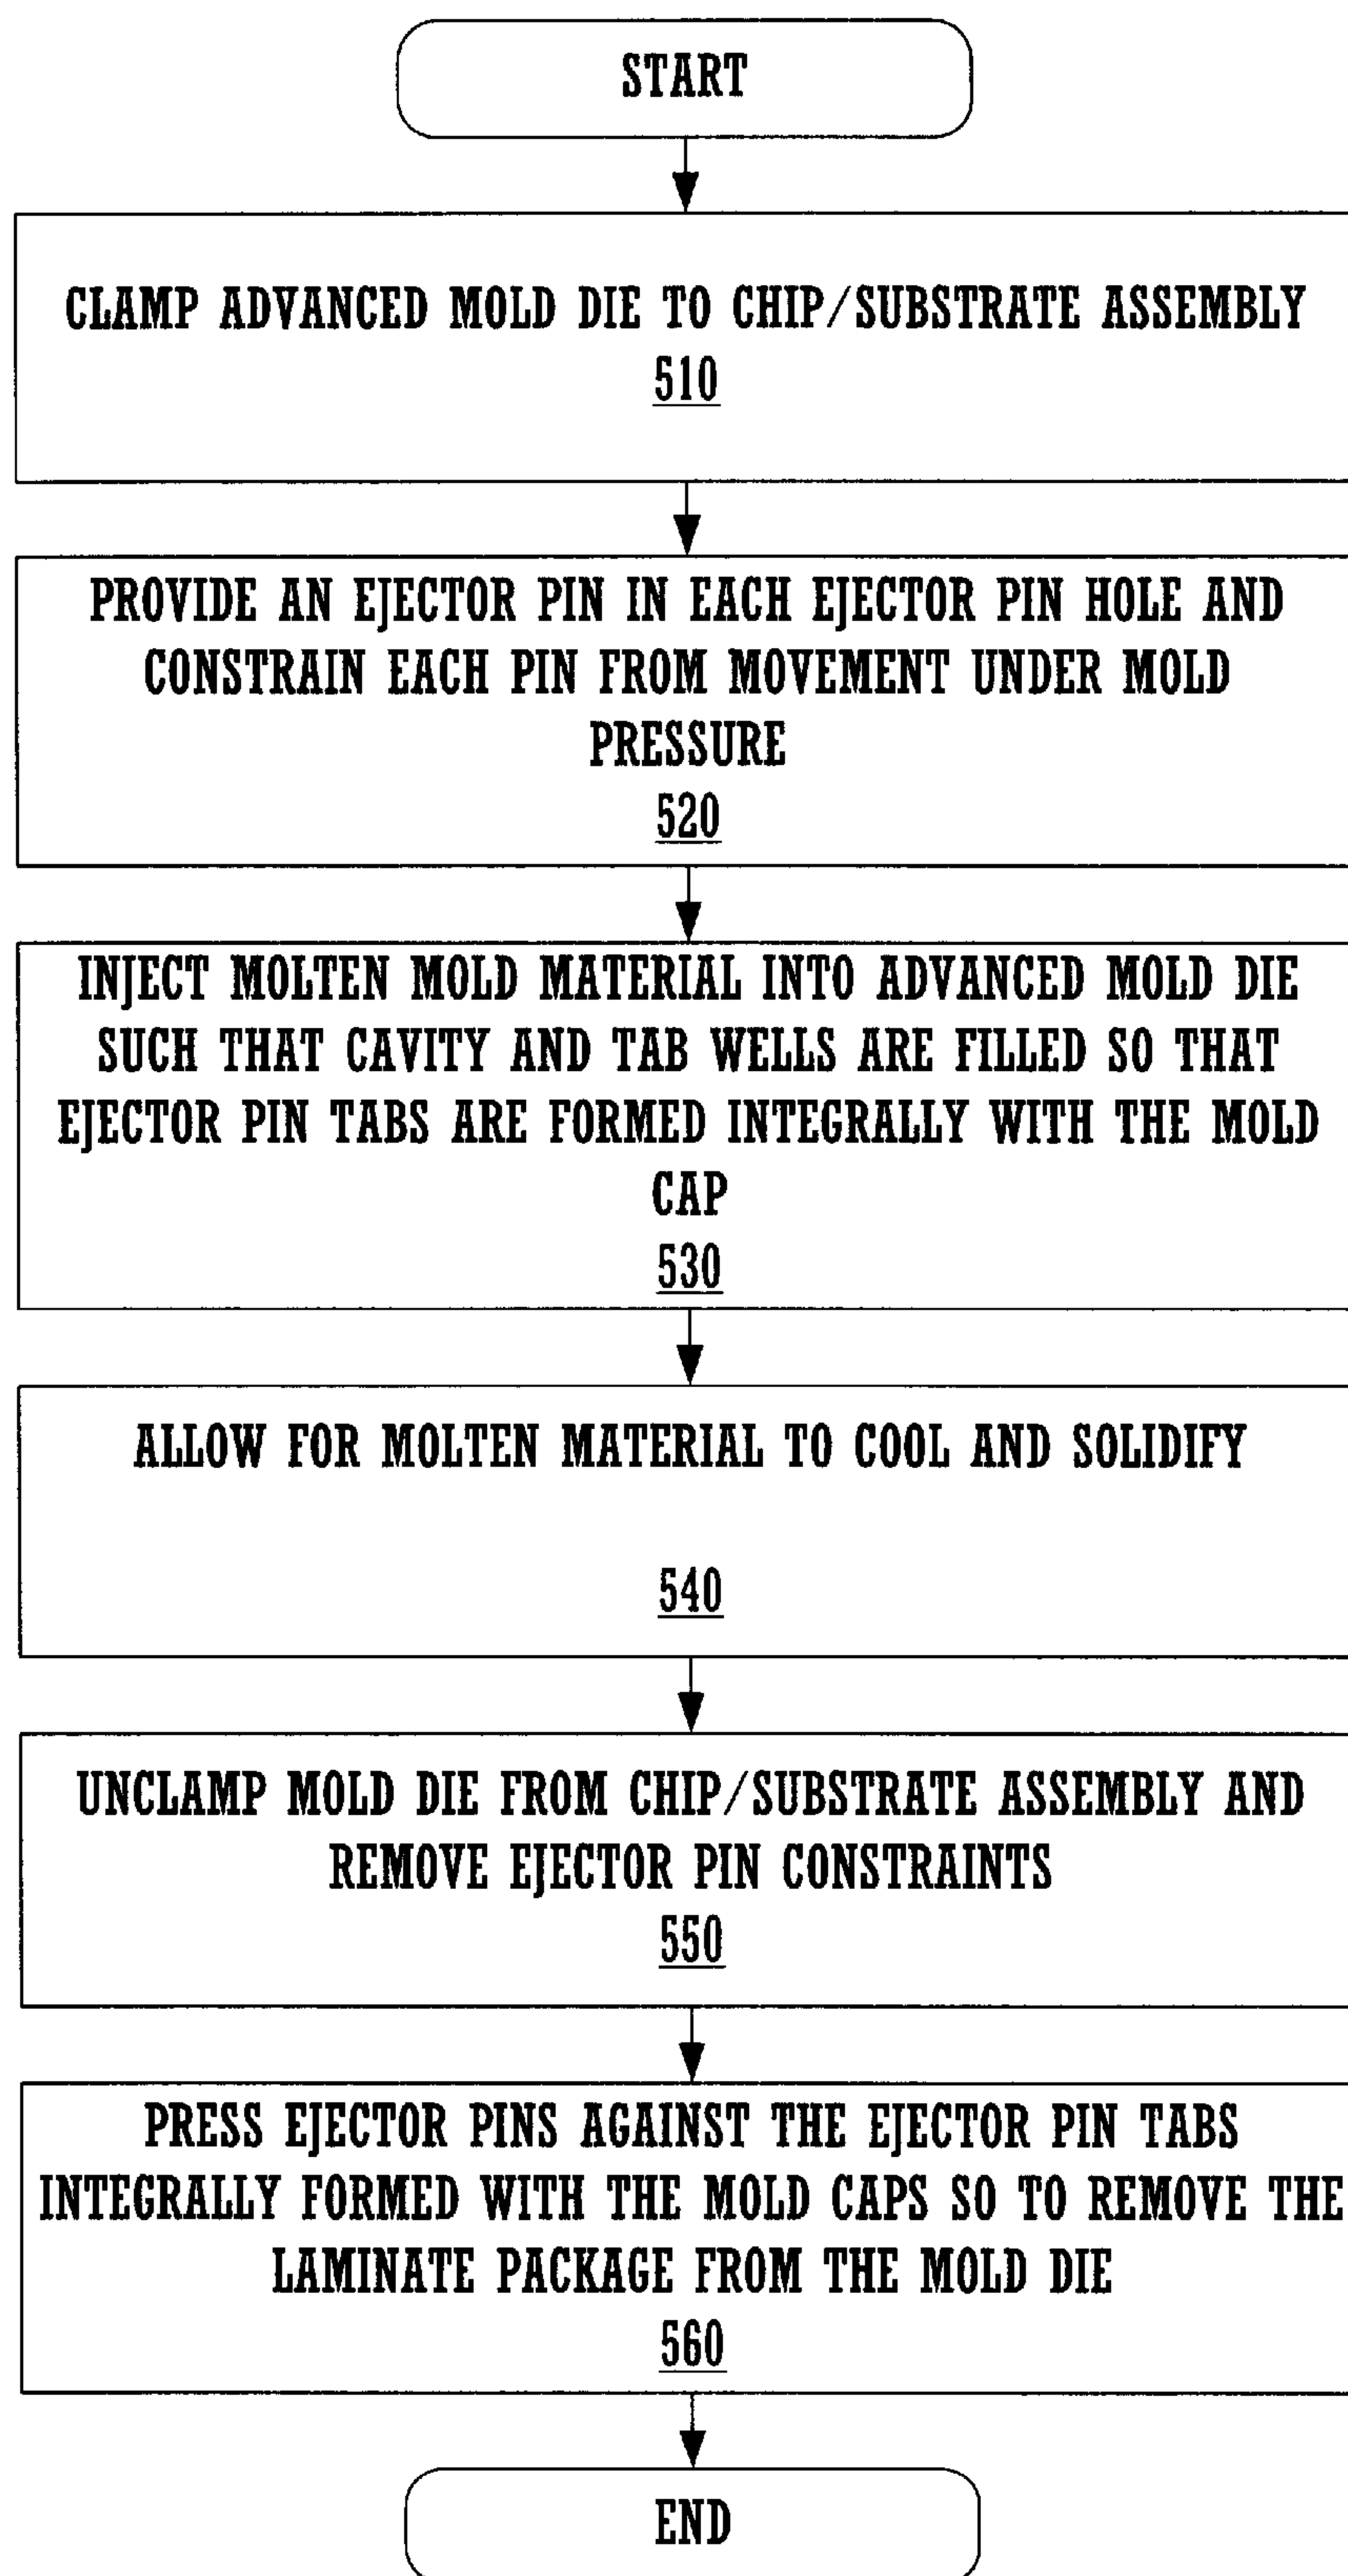 START
CLAMP ADVANCED MOLD DIE TO CHIP/SUBSTRATE ASSEMBLY
510
PROVIDE AN EJECTOR PIN IN EACH EJECTOR PIN HOLE AND
CONSTRAIN EACH PIN FROM MOVEMENT UNDER MOLD
PRESSURE
520
INJECT MOLTEN MOLD MATERIAL INTO ADVANCED MOLD DIE
SUCH THAT CAVITY AND TAB WELLS ARE FILLED SO THAT
EJECTOR PIN TABS ARE FORMED INTEGRALLY WITH THE MOLD
CAP
530
ALLOW FOR MOLTEN MATERIAL TO COOL AND SOLIDIFY
540
UNCLAMP MOLD DIE FROM CHIP/SUBSTRATE ASSEMBLY AND
REMOVE EJECTOR PIN CONSTRAINTS
550
PRESS EJECTOR PINS AGAINST THE EJECTOR PIN TABS
INTEGRALLY FORMED WITH THE MOLD CAPS SO TO REMOVE THE
LAMINATE PACKAGE FROM THE MOLD DIE
560
END